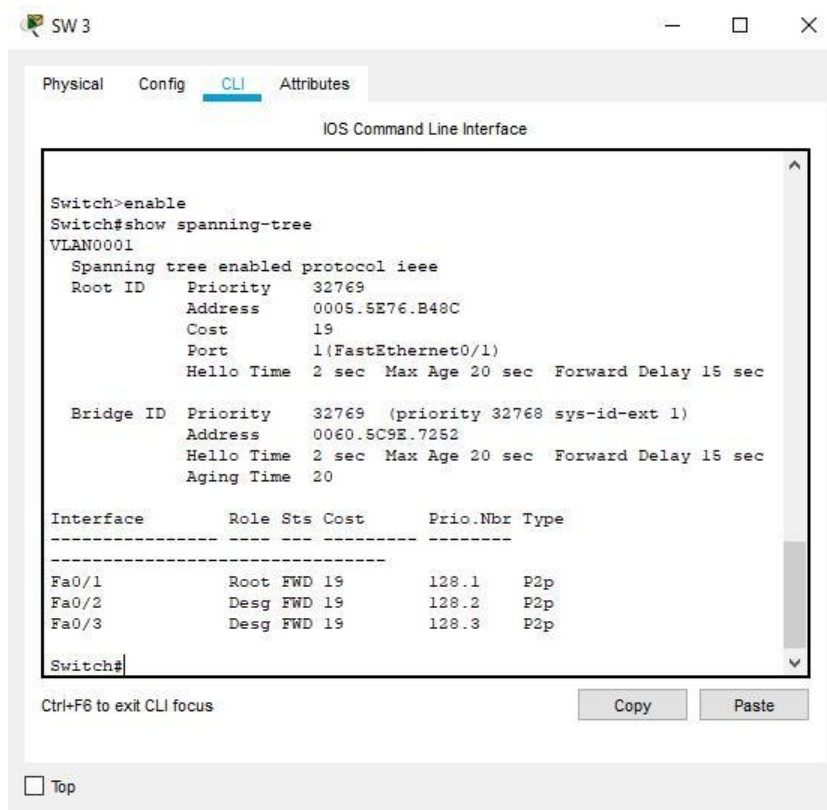 SW 3
Physical Config CLI Attributes
IOS Command Line Interface
Switch>enable
Switch#show spanning-tree
VLAN0001
  Spanning tree enabled protocol ieee
  Root ID    Priority    32769
             Address     0005.5E76.B48C
             Cost        19
             Port        1(FastEthernet0/1)
             Hello Time  2 sec  Max Age 20 sec  Forward Delay 15 sec
  Bridge ID  Priority    32769  (priority 32768 sys-id-ext 1)
             Address     0060.5C9E.7252
             Hello Time  2 sec  Max Age 20 sec  Forward Delay 15 sec
             Aging Time  20
Interface        Role Sts Cost      Prio.Nbr Type
---------------- ---- --- --------- --------
--------------------------------
Fa0/1            Root FWD 19        128.1    P2p
Fa0/2            Desg FWD 19        128.2    P2p
Fa0/3            Desg FWD 19        128.3    P2p
Switch#
Ctrl+F6 to exit CLI focus Copy Paste
Top